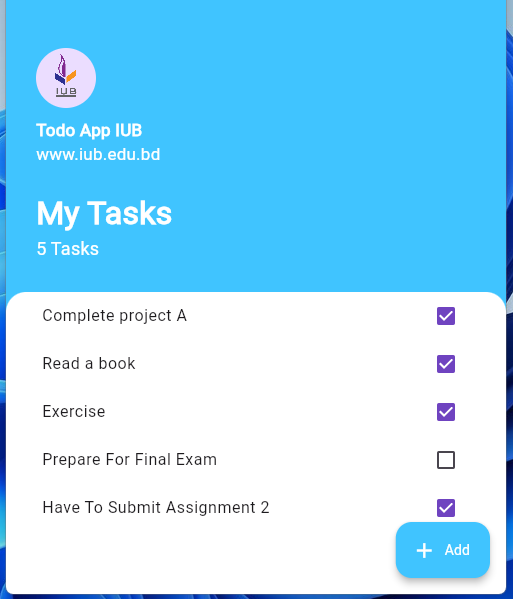 IUB
Todo App IUB
www.iub.edu.bd
My Tasks
5 Tasks
Complete project A
Read a book
Exercise
Prepare For Final Exam
Have To Submit Assignment 2
Add